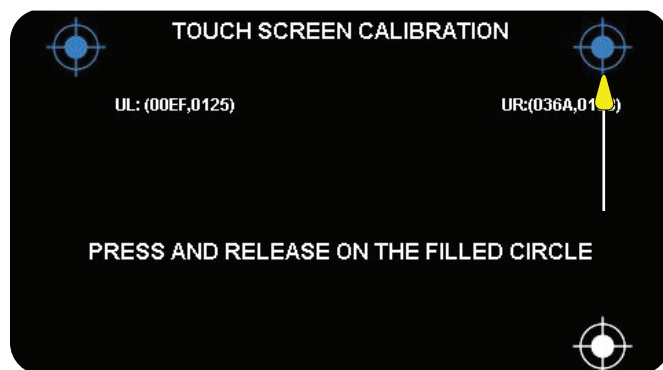 TOUCH SCREEN CALIBRATION
UL: (00EF,0125)
UR:(036A,01
PRESS AND RELEASE ON THE FILLED CIRCLE